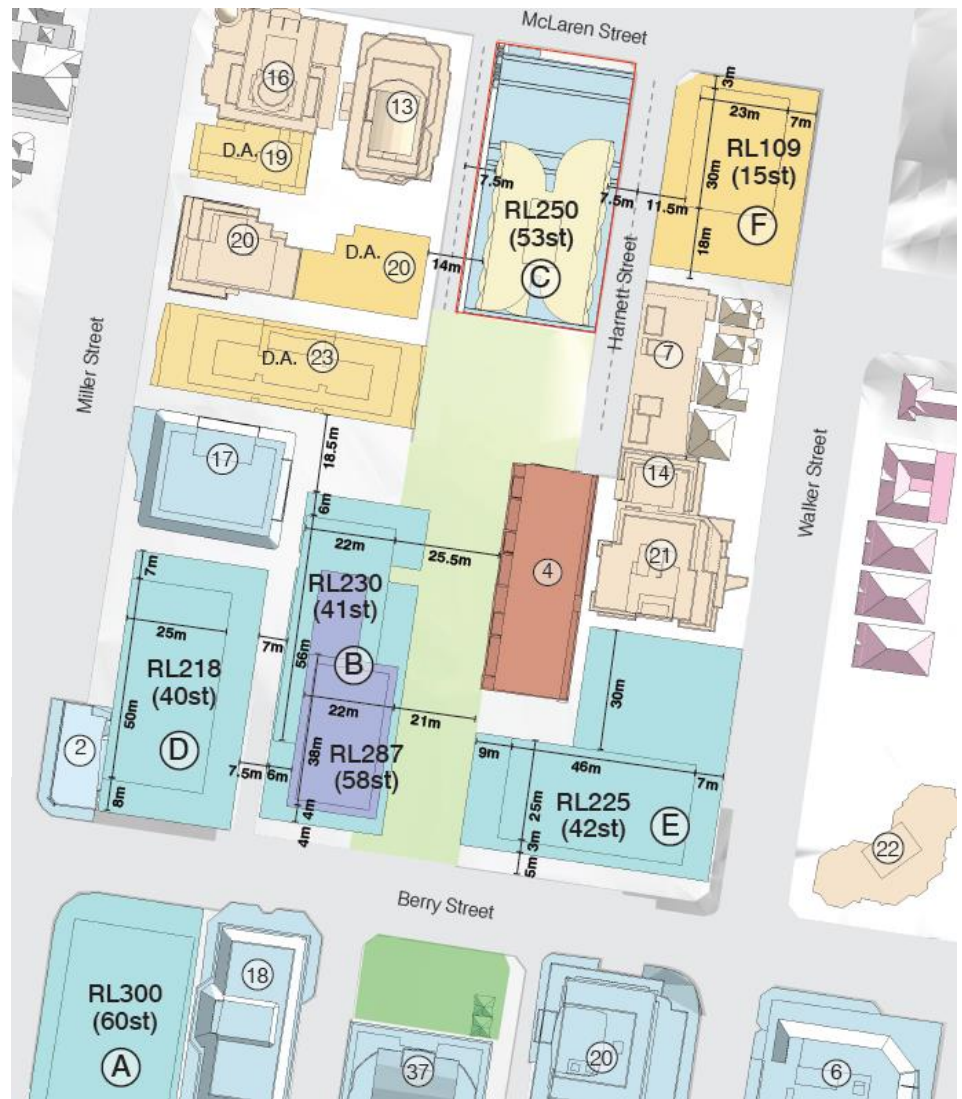 McLaren Street
16
13
3m
23m
7m
RL109
(15st)
30m
F
18m
D.A. 19
7.5m
7.5m
11.5m
RL250
(53st)
C
20
D.A. 20
14m
Harnett Street
7
D.A. 23
Miller Street
17
18.5m
6m
14
Walker Street
22m
25.5m
4
21
RL230
(41st)
7m
25m
7m
56m
B
RL218
(40st)
50m
D
30m
22m
21m
38m
RL287
(58st)
2
7.5m
6m
9m
46m
7m
25m
RL225
(42st)
E
8m
4m
4m
3m
5m
22
Berry Street
18
RL300
(60st)
A
37
20
6